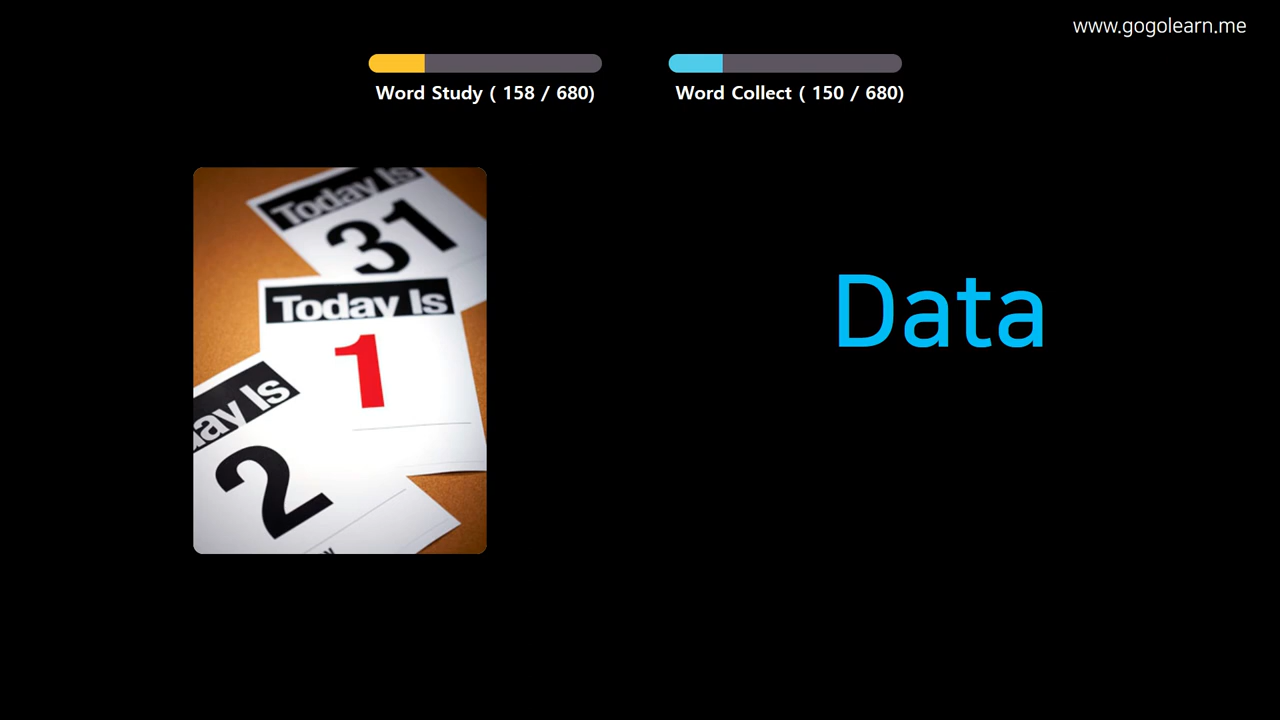 www.gogolearn.me
Word Study ( 158 / 680)
Word Collect ( 150 / 680)
Today Is
31
Today Is
1
day Is
2
Data